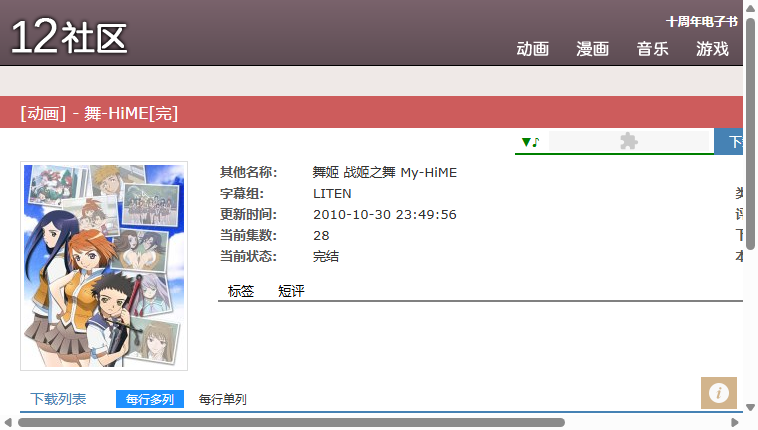 12社区
十周年电子书
动画 漫画 音乐 游戏
[动画] - 舞-HiME[完]
▼♪
其他名称: 舞姬 战姬之舞 My-HiME
字幕组: LITEN
更新时间: 2010-10-30 23:49:56
当前集数: 28
当前状态: 完结
标签 短评
下载列表 每行多列 每行单列